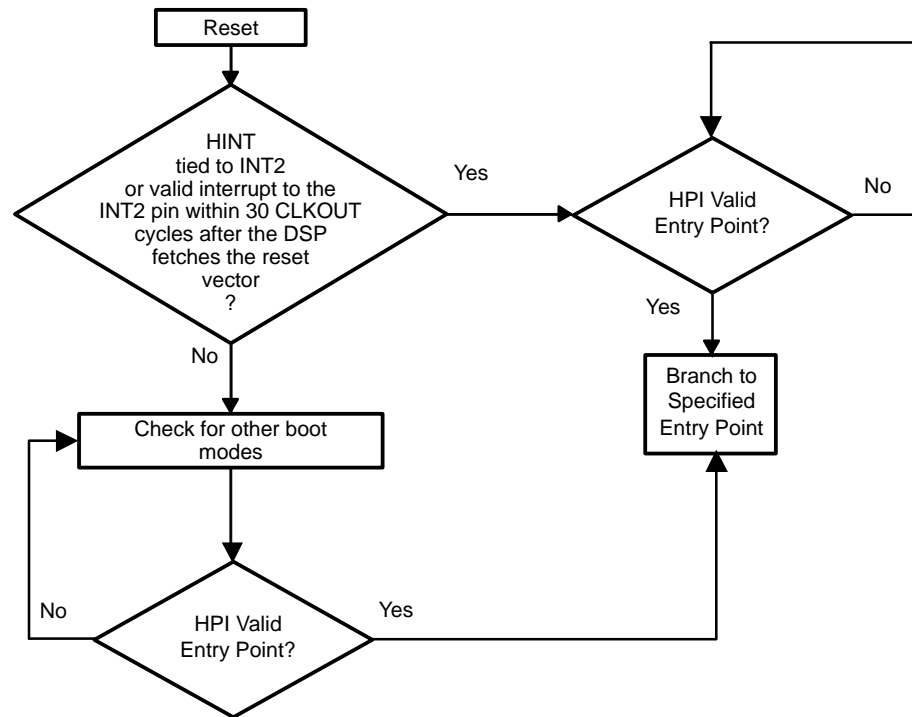 Reset
HINT
tied to INT2
or valid interrupt to the
INT2 pin within 30 CLKOUT
cycles after the DSP
fetches the reset
vector
?
Yes
HPI Valid
Entry Point?
No
Yes
No
Branch to
Specified
Entry Point
Check for other boot
modes
No
HPI Valid
Entry Point?
Yes